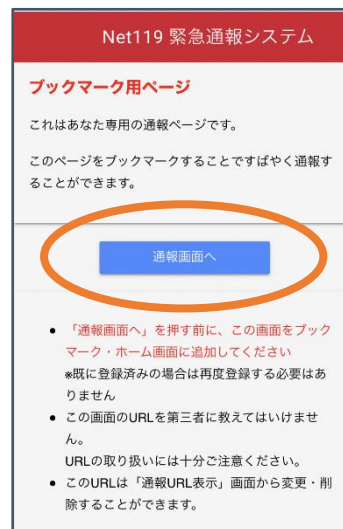 Net119 緊急通報システム
ブックマーク用ページ
これはあなた専用の通報ページです。
このページをブックマークすることですばやく通報す
ることができます。
通報画面へ
● 「通報画面へ」を押す前に、この画面をブック
マーク・ホーム画面に追加してください
※既に登録済みの場合は再度登録する必要はあ
りません
● この画面のURLを第三者に教えてはいけませ
ん。
URLの取り扱いには十分ご注意ください。
● このURLは「通報URL表示」画面から変更・削
除することができます。